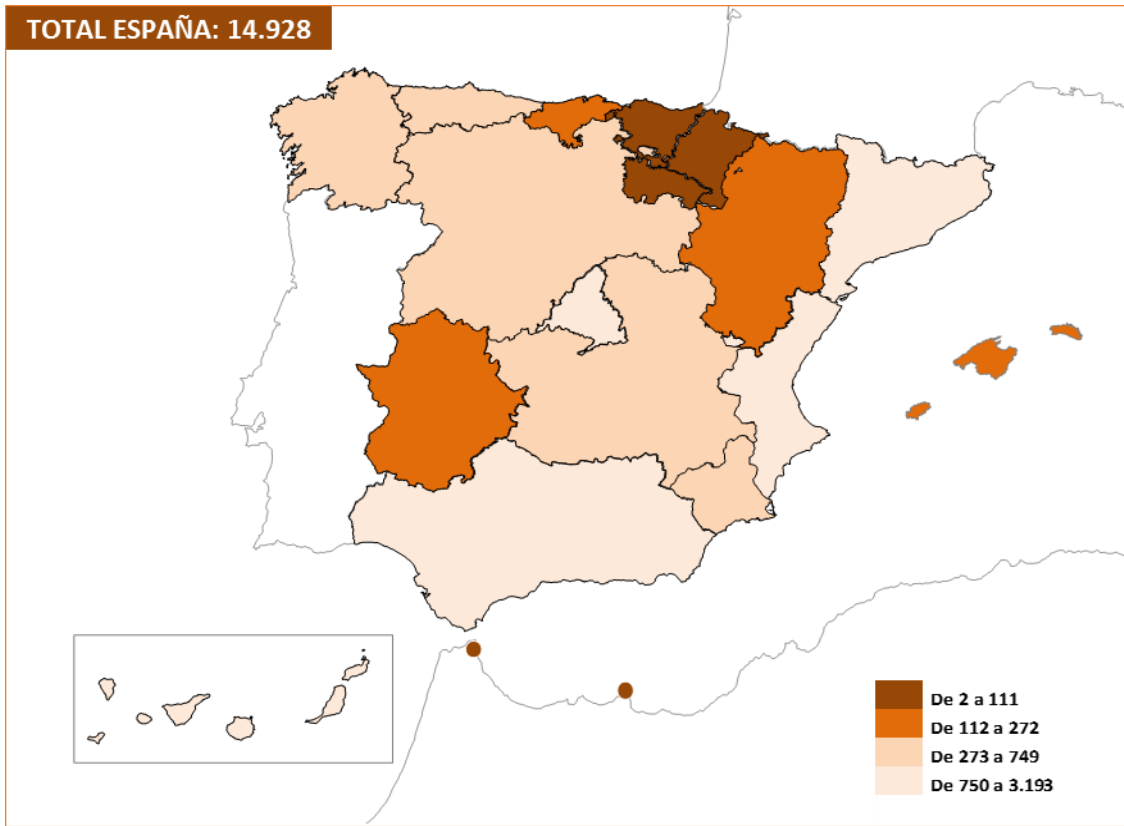 TOTAL ESPAÑA: 14.928
De 2 a 111
De 112 a 272
De 273 a 749
De 750 a 3.193